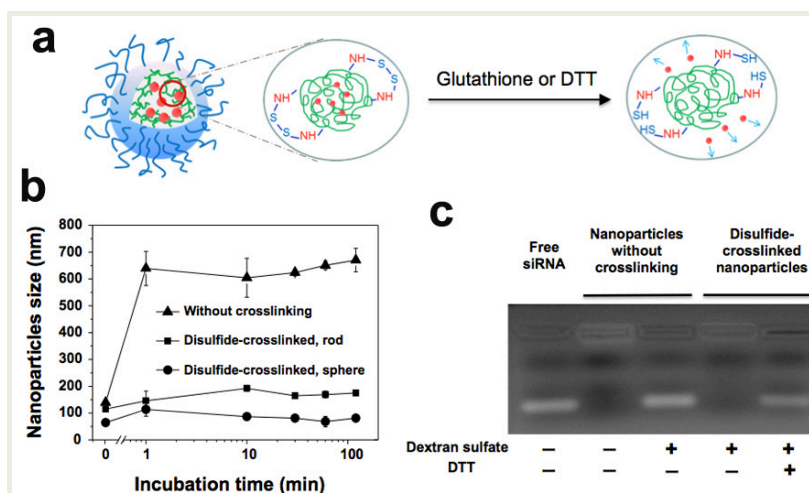 a
NH
S
S
NH
NH
S
S
NH
Glutathione or DTT
NH
SH
HS
NH
NH
SH
HS
NH
b
800
700
600
500
400
300
200
100
0
Nanoparticles size (nm)
Without crosslinking
Disulfide-crosslinked, rod
Disulfide-crosslinked, sphere
0 1 10 100
Incubation time (min)
c
Free
siRNA
Nanoparticles
without
crosslinking
Disulfide-
crosslinked
nanoparticles
Dextran sulfate − − + + +
DTT − − − − +